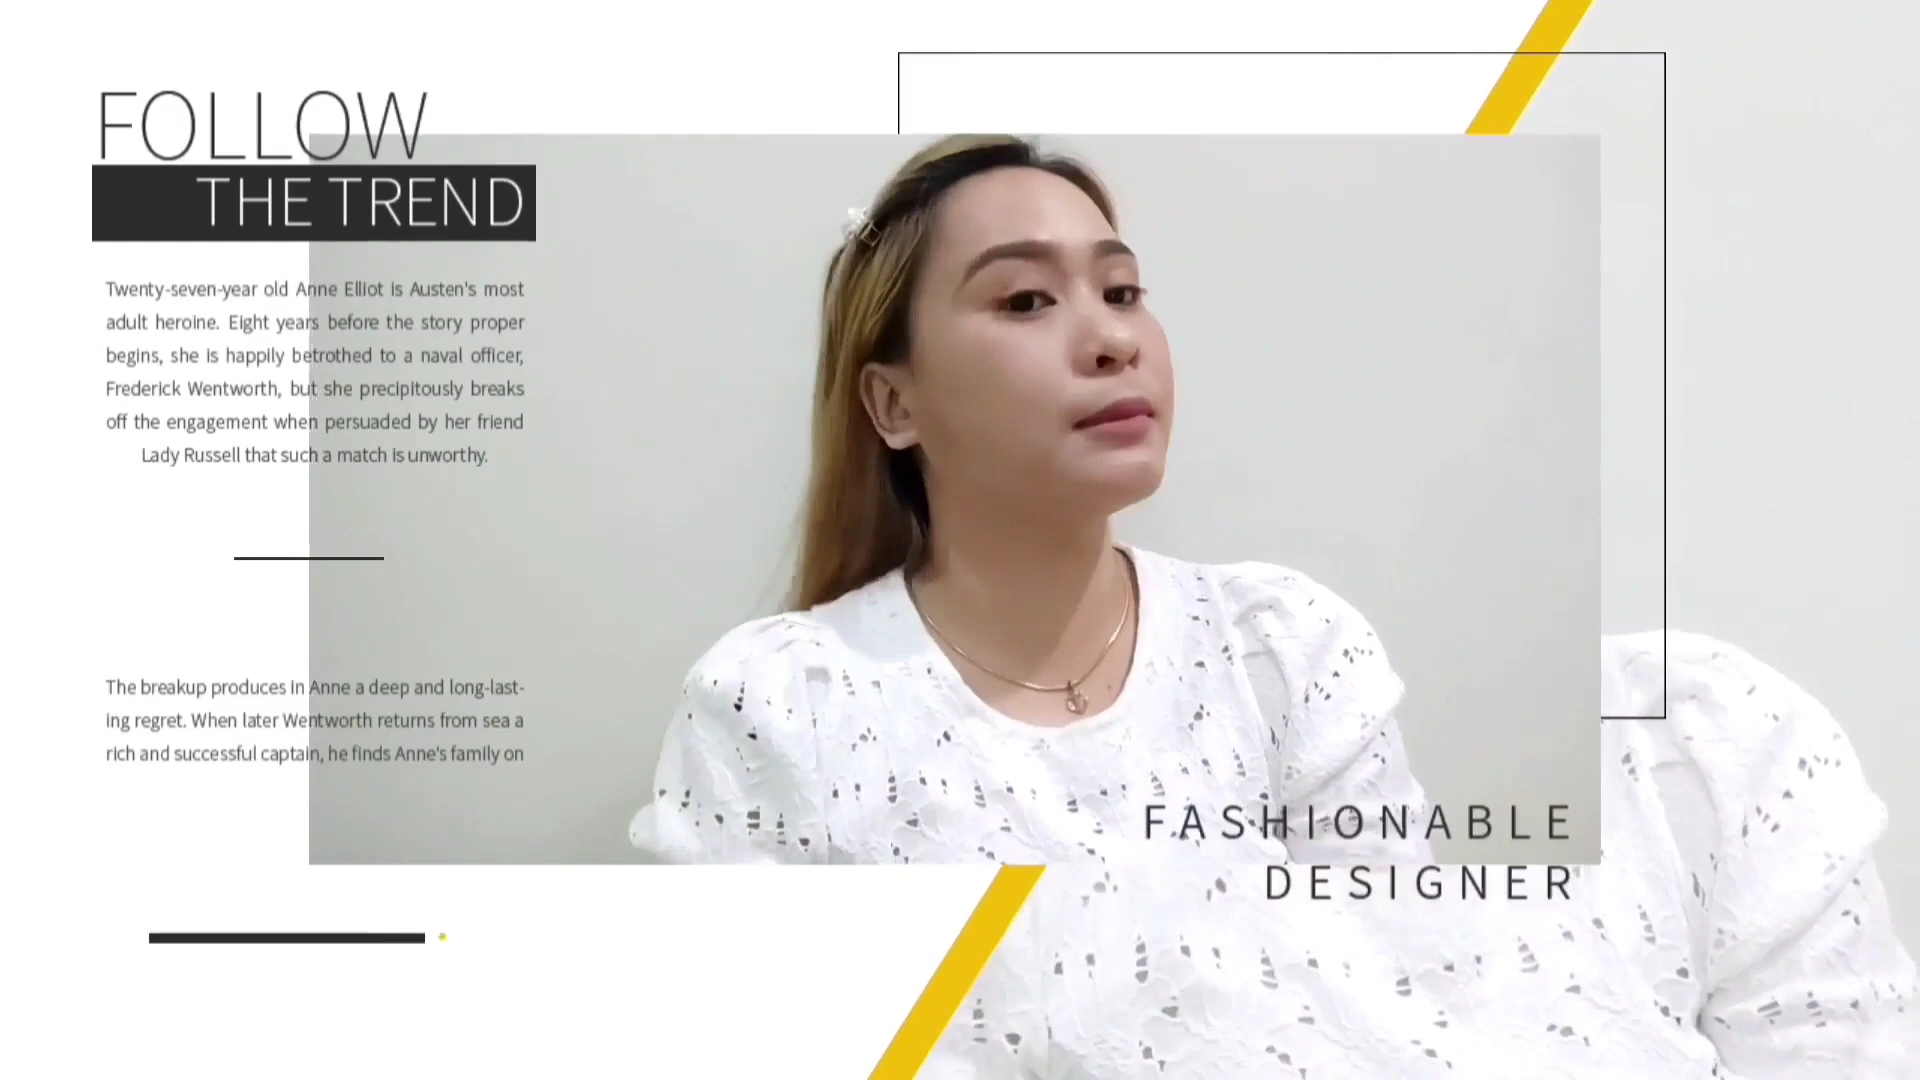 FOLLOW
THE TREND
Twenty-seven-year old Anne Elliot is Austen's most
adult heroine. Eight years before the story proper
begins, she is happily betrothed to a naval officer,
Frederick Wentworth, but she precipitously breaks
off the engagement when persuaded by her friend
Lady Russell that such a match is unworthy.
The breakup produces in Anne a deep and long-last-
ing regret. When later Wentworth returns from sea a
rich and successful captain, he finds Anne's family on
FASHIONABLE
DESIGNER